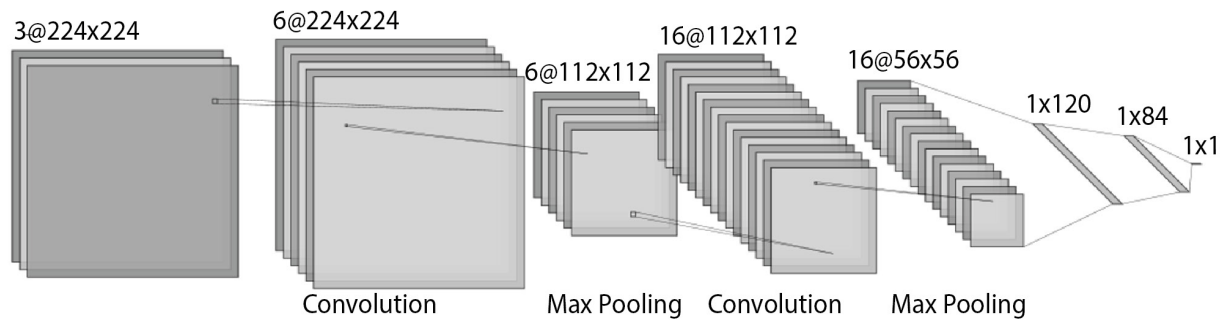 3@224x224
6@224x224
6@112x112
16@112x112
16@56x56
1x120
1x84
1x1
Convolution
Max Pooling
Convolution
Max Pooling